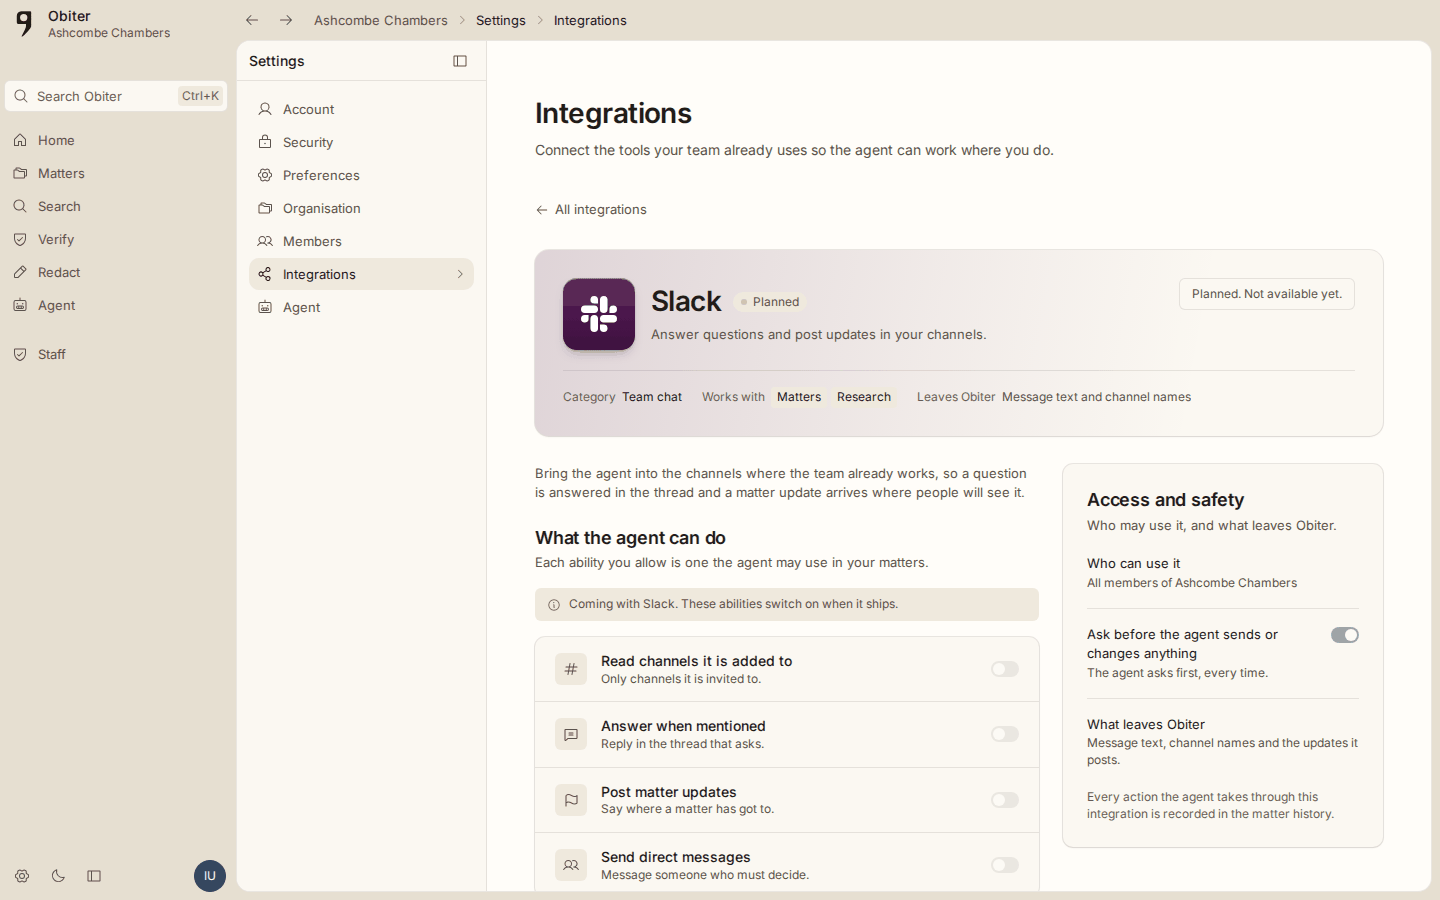 Obiter
Ashcombe Chambers
Search Obiter
Ctrl+K
Home
Matters
Search
Verify
Redact
Agent
Staff
IU
Ashcombe Chambers
Settings
Integrations
Settings
Account
Security
Preferences
Organisation
Members
Integrations
Agent
Integrations
Connect the tools your team already uses so the agent can work where you do.
All integrations
Slack
Planned
Planned. Not available yet.
Answer questions and post updates in your channels.
Category Team chat Works with Matters Research Leaves Obiter Message text and channel names
Bring the agent into the channels where the team already works, so a question
is answered in the thread and a matter update arrives where people will see it.
What the agent can do
Each ability you allow is one the agent may use in your matters.
Coming with Slack. These abilities switch on when it ships.
Read channels it is added to
Only channels it is invited to.
Answer when mentioned
Reply in the thread that asks.
Post matter updates
Say where a matter has got to.
Send direct messages
Message someone who must decide.
Access and safety
Who may use it, and what leaves Obiter.
Who can use it
All members of Ashcombe Chambers
Ask before the agent sends or
changes anything
The agent asks first, every time.
What leaves Obiter
Message text, channel names and the updates it
posts.
Every action the agent takes through this
integration is recorded in the matter history.